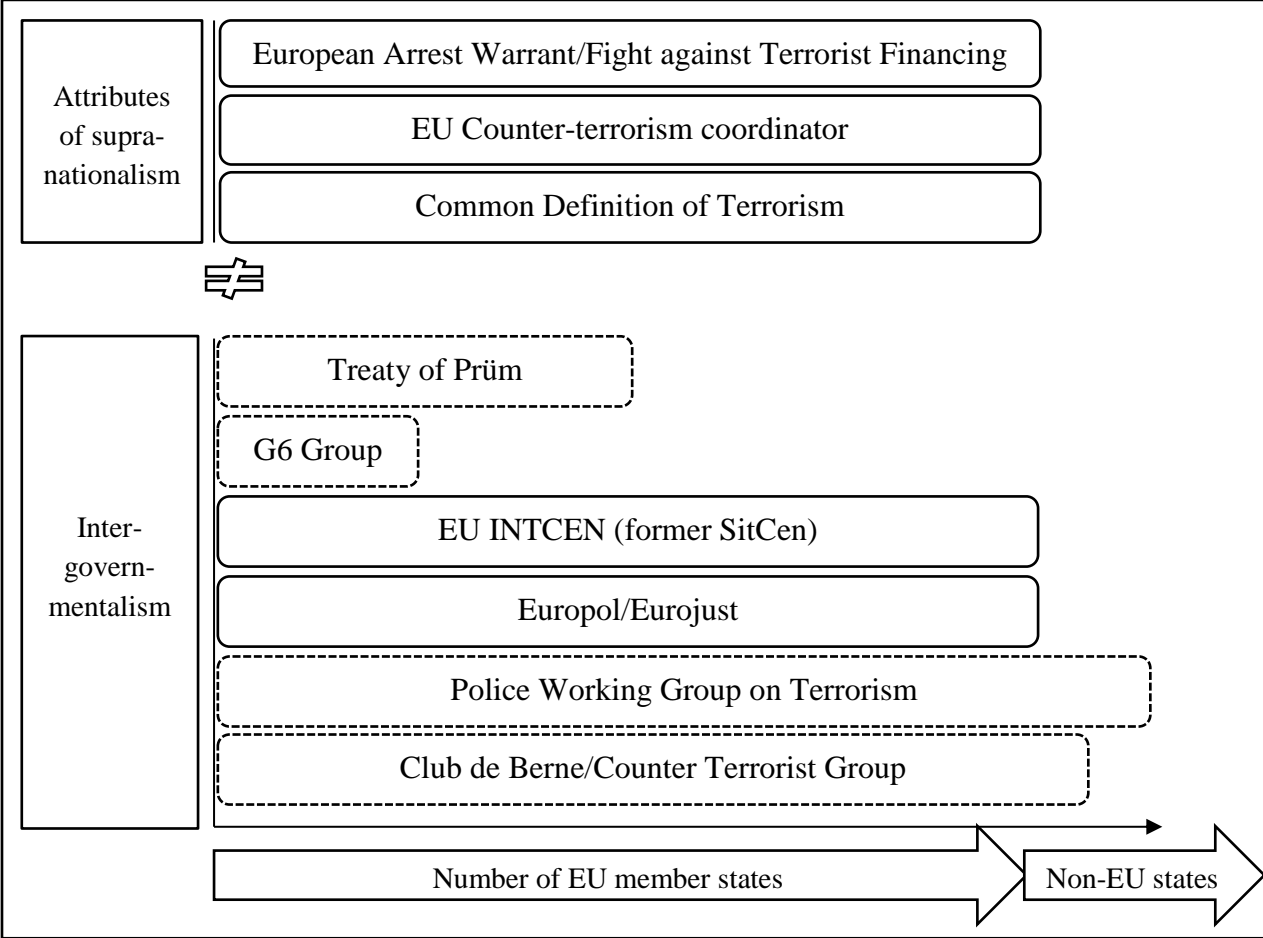 Attributes
of supra-
nationalism
European Arrest Warrant/Fight against Terrorist Financing
EU Counter-terrorism coordinator
Common Definition of Terrorism
≠
Inter-
govern-
mentalism
Treaty of Prüm
G6 Group
EU INTCEN (former SitCen)
Europol/Eurojust
Police Working Group on Terrorism
Club de Berne/Counter Terrorist Group
Number of EU member states
Non-EU states